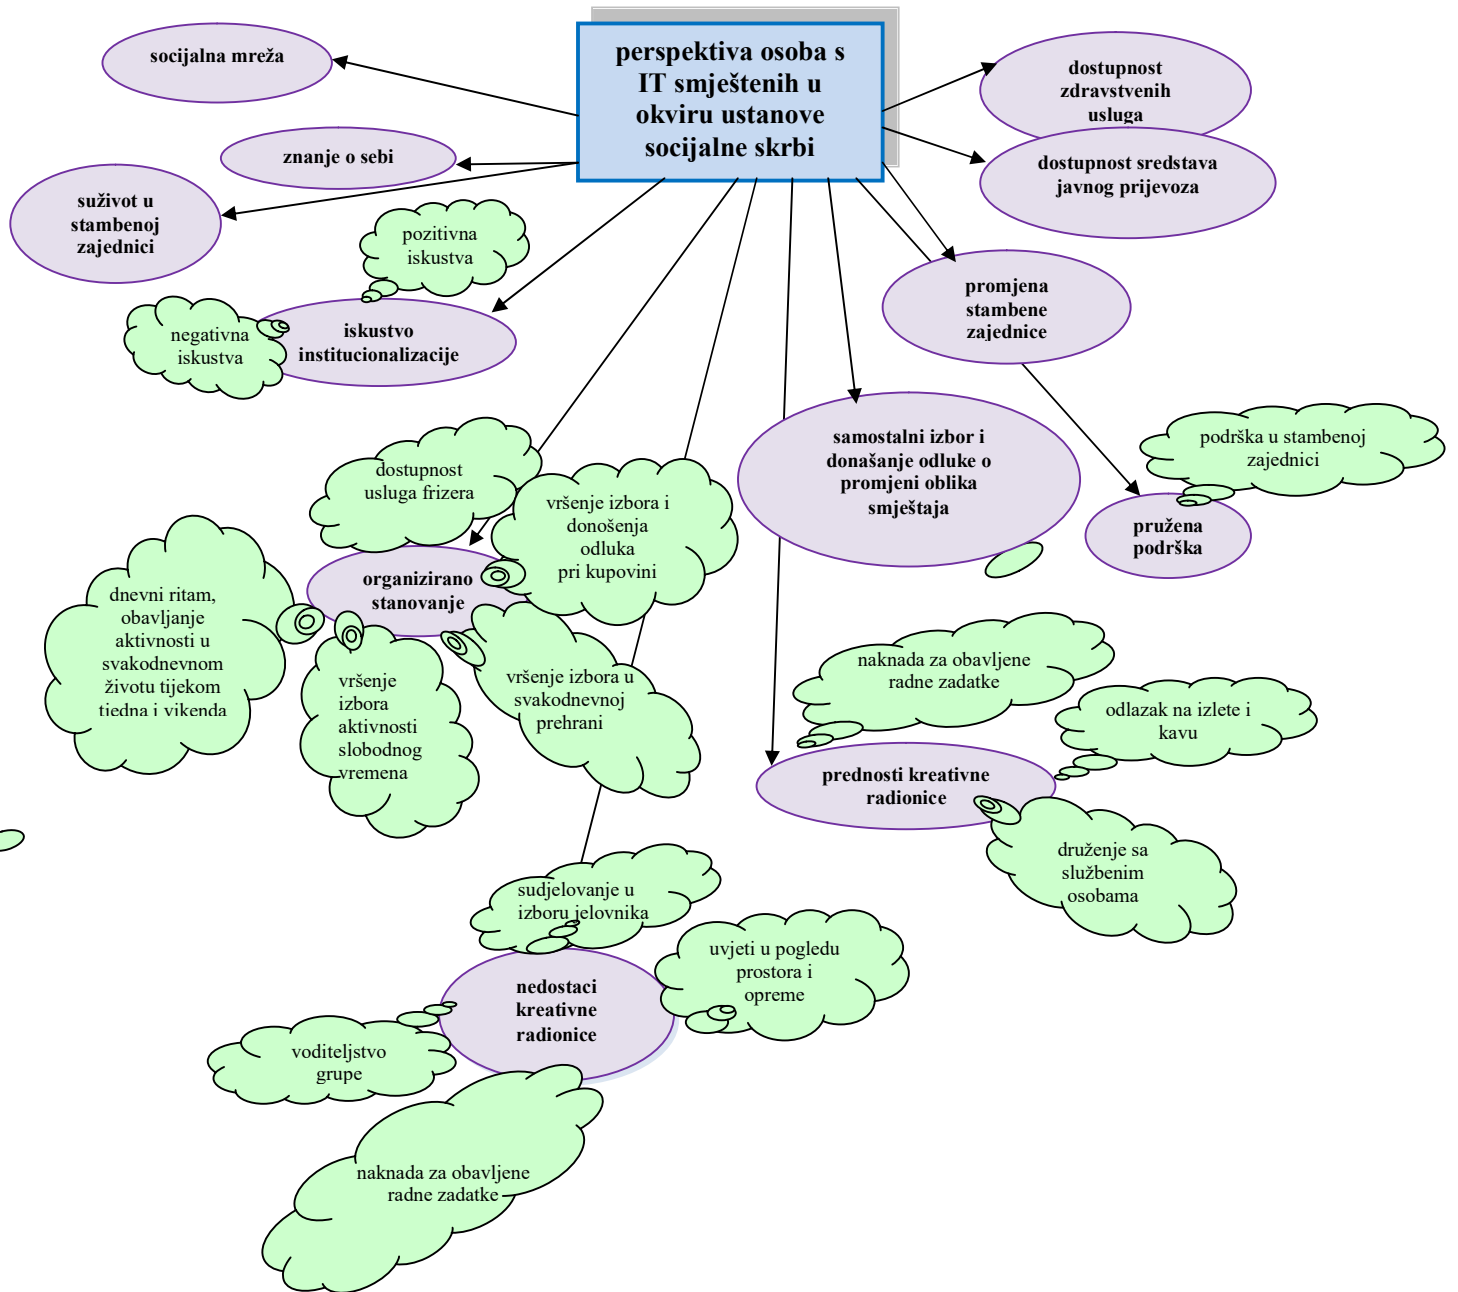 perspektiva osoba s
IT smještenih u
okviru ustanove
socijalne skrbi
socijalna mreža
dostupnost
zdravstvenih
usluga
znanje o sebi
dostupnost sredstava
javnog prijevoza
suživot u
stambenoj
zajednici
pozitivna
iskustva
promjena
stambene
zajednice
negativna
iskustva
iskustvo
institucionalizacije
samostalni izbor i
donašanje odluke o
promjeni oblika
smještaja
podrška u stambenoj
zajednici
pružena
podrška
dostupnost
usluga frizera
vršenje izbora i
donošenja
odluka
pri kupovini
organizirano
stanovanje
dnevni ritam,
obavljanje
aktivnosti u
svakodnevnom
životu tijekom
tjedna i vikenda
vršenje
izbora
aktivnosti
slobodnog
vremena
vršenje izbora u
svakodnevnoj
prehrani
naknada za obavljene
radne zadatke
odlazak na izlete i
kavu
prednosti kreativne
radionice
druženje sa
službenim
osobama
sudjelovanje u
izboru jelovnika
uvjeti u pogledu
prostora i
opreme
nedostaci
kreativne
radionice
voditeljstvo
grupe
naknada za obavljene
radne zadatke